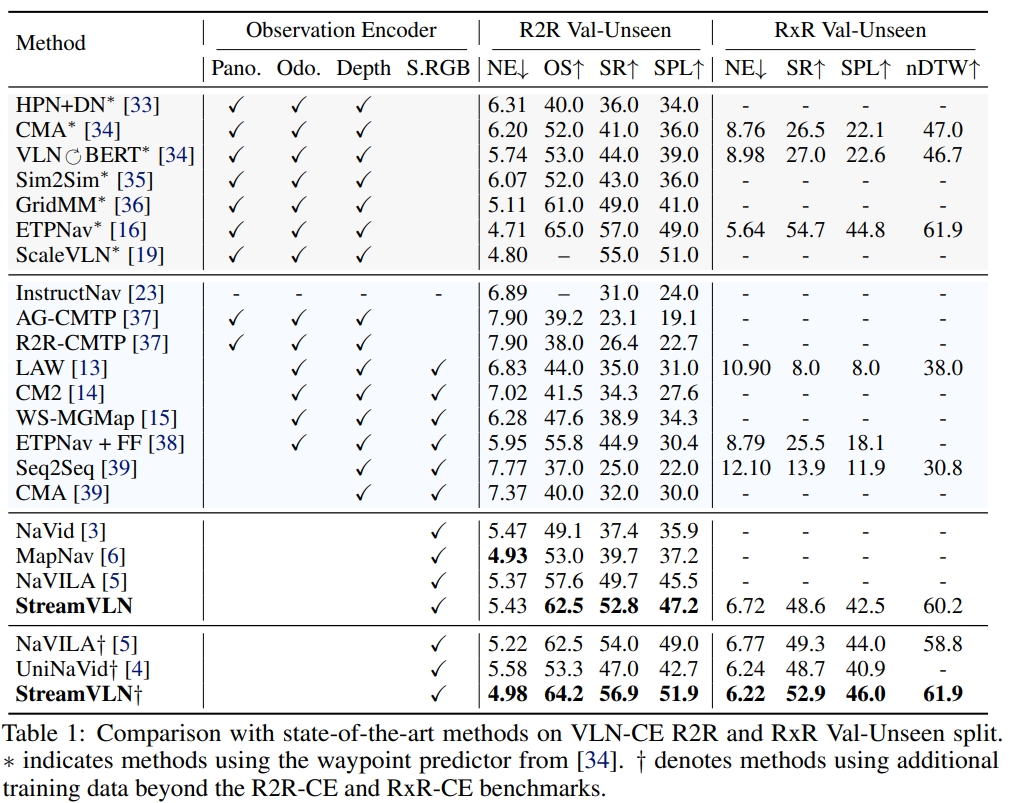 Method | Observation Encoder | R2R Val-Unseen | RxR Val-Unseen
Pano. Odo. Depth S.RGB | NE↓ OS↑ SR↑ SPL↑ | NE↓ SR↑ SPL↑ nDTW↑
HPN+DN* [33] ✓ ✓ ✓ 6.31 40.0 36.0 34.0 - - - -
CMA* [34] ✓ ✓ ✓ 6.20 52.0 41.0 36.0 8.76 26.5 22.1 47.0
VLN↻BERT* [34] ✓ ✓ ✓ 5.74 53.0 44.0 39.0 8.98 27.0 22.6 46.7
Sim2Sim* [35] ✓ ✓ ✓ 6.07 52.0 43.0 36.0 - - - -
GridMM* [36] ✓ ✓ ✓ 5.11 61.0 49.0 41.0 - - - -
ETPNav* [16] ✓ ✓ ✓ 4.71 65.0 57.0 49.0 5.64 54.7 44.8 61.9
ScaleVLN* [19] ✓ ✓ ✓ 4.80 – 55.0 51.0 - - - -
InstructNav [23] - - - - 6.89 – 31.0 24.0 - - - -
AG-CMTP [37] ✓ ✓ ✓ 7.90 39.2 23.1 19.1 - - - -
R2R-CMTP [37] ✓ ✓ ✓ 7.90 38.0 26.4 22.7 - - - -
LAW [13] ✓ ✓ ✓ 6.83 44.0 35.0 31.0 10.90 8.0 8.0 38.0
CM2 [14] ✓ ✓ ✓ 7.02 41.5 34.3 27.6 - - - -
WS-MGMap [15] ✓ ✓ ✓ 6.28 47.6 38.9 34.3 - - - -
ETPNav + FF [38] ✓ ✓ ✓ 5.95 55.8 44.9 30.4 8.79 25.5 18.1 -
Seq2Seq [39] ✓ ✓ 7.77 37.0 25.0 22.0 12.10 13.9 11.9 30.8
CMA [39] ✓ ✓ 7.37 40.0 32.0 30.0 - - - -
NaVid [3] ✓ 5.47 49.1 37.4 35.9 - - - -
MapNav [6] ✓ 4.93 53.0 39.7 37.2 - - - -
NaVILA [5] ✓ 5.37 57.6 49.7 45.5 - - - -
StreamVLN ✓ 5.43 62.5 52.8 47.2 6.72 48.6 42.5 60.2
NaVILA† [5] ✓ 5.22 62.5 54.0 49.0 6.77 49.3 44.0 58.8
UniNaVid† [4] ✓ 5.58 53.3 47.0 42.7 6.24 48.7 40.9 -
StreamVLN† ✓ 4.98 64.2 56.9 51.9 6.22 52.9 46.0 61.9
Table 1: Comparison with state-of-the-art methods on VLN-CE R2R and RxR Val-Unseen split.
∗ indicates methods using the waypoint predictor from [34]. † denotes methods using additional
training data beyond the R2R-CE and RxR-CE benchmarks.